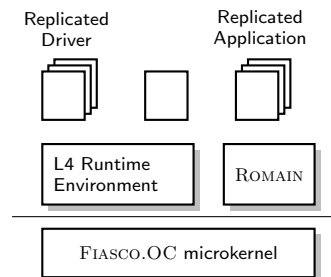 Replicated
Driver
Replicated
Application
L4 Runtime
Environment
ROMAIN
FIASCO.OC microkernel